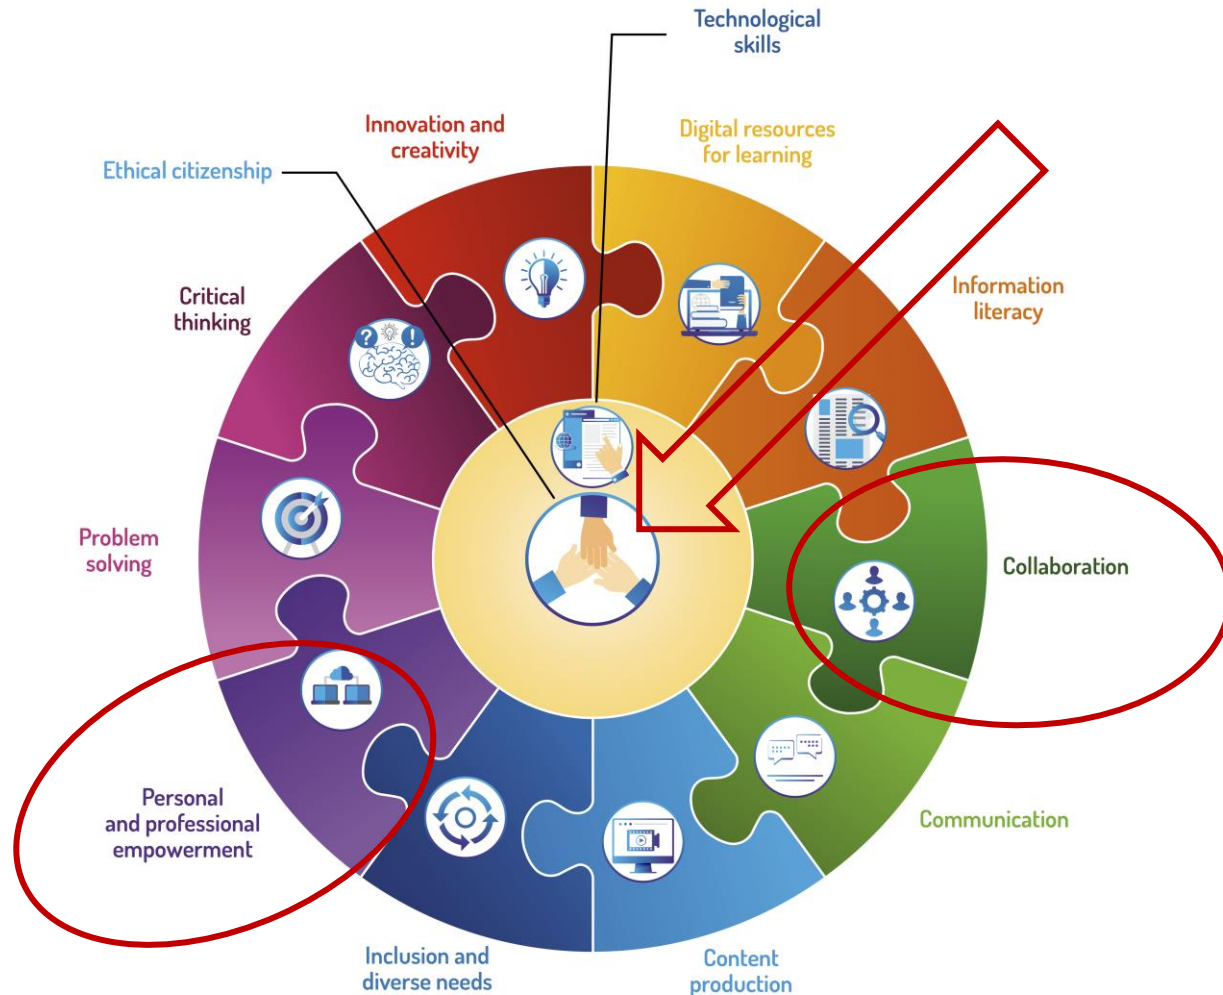 Technological
skills
Innovation and
creativity
Digital resources
for learning
Ethical citizenship
Critical
thinking
Information
literacy
? !
Problem
solving
Collaboration
Personal
and professional
empowerment
Communication
Inclusion and
diverse needs
Content
production